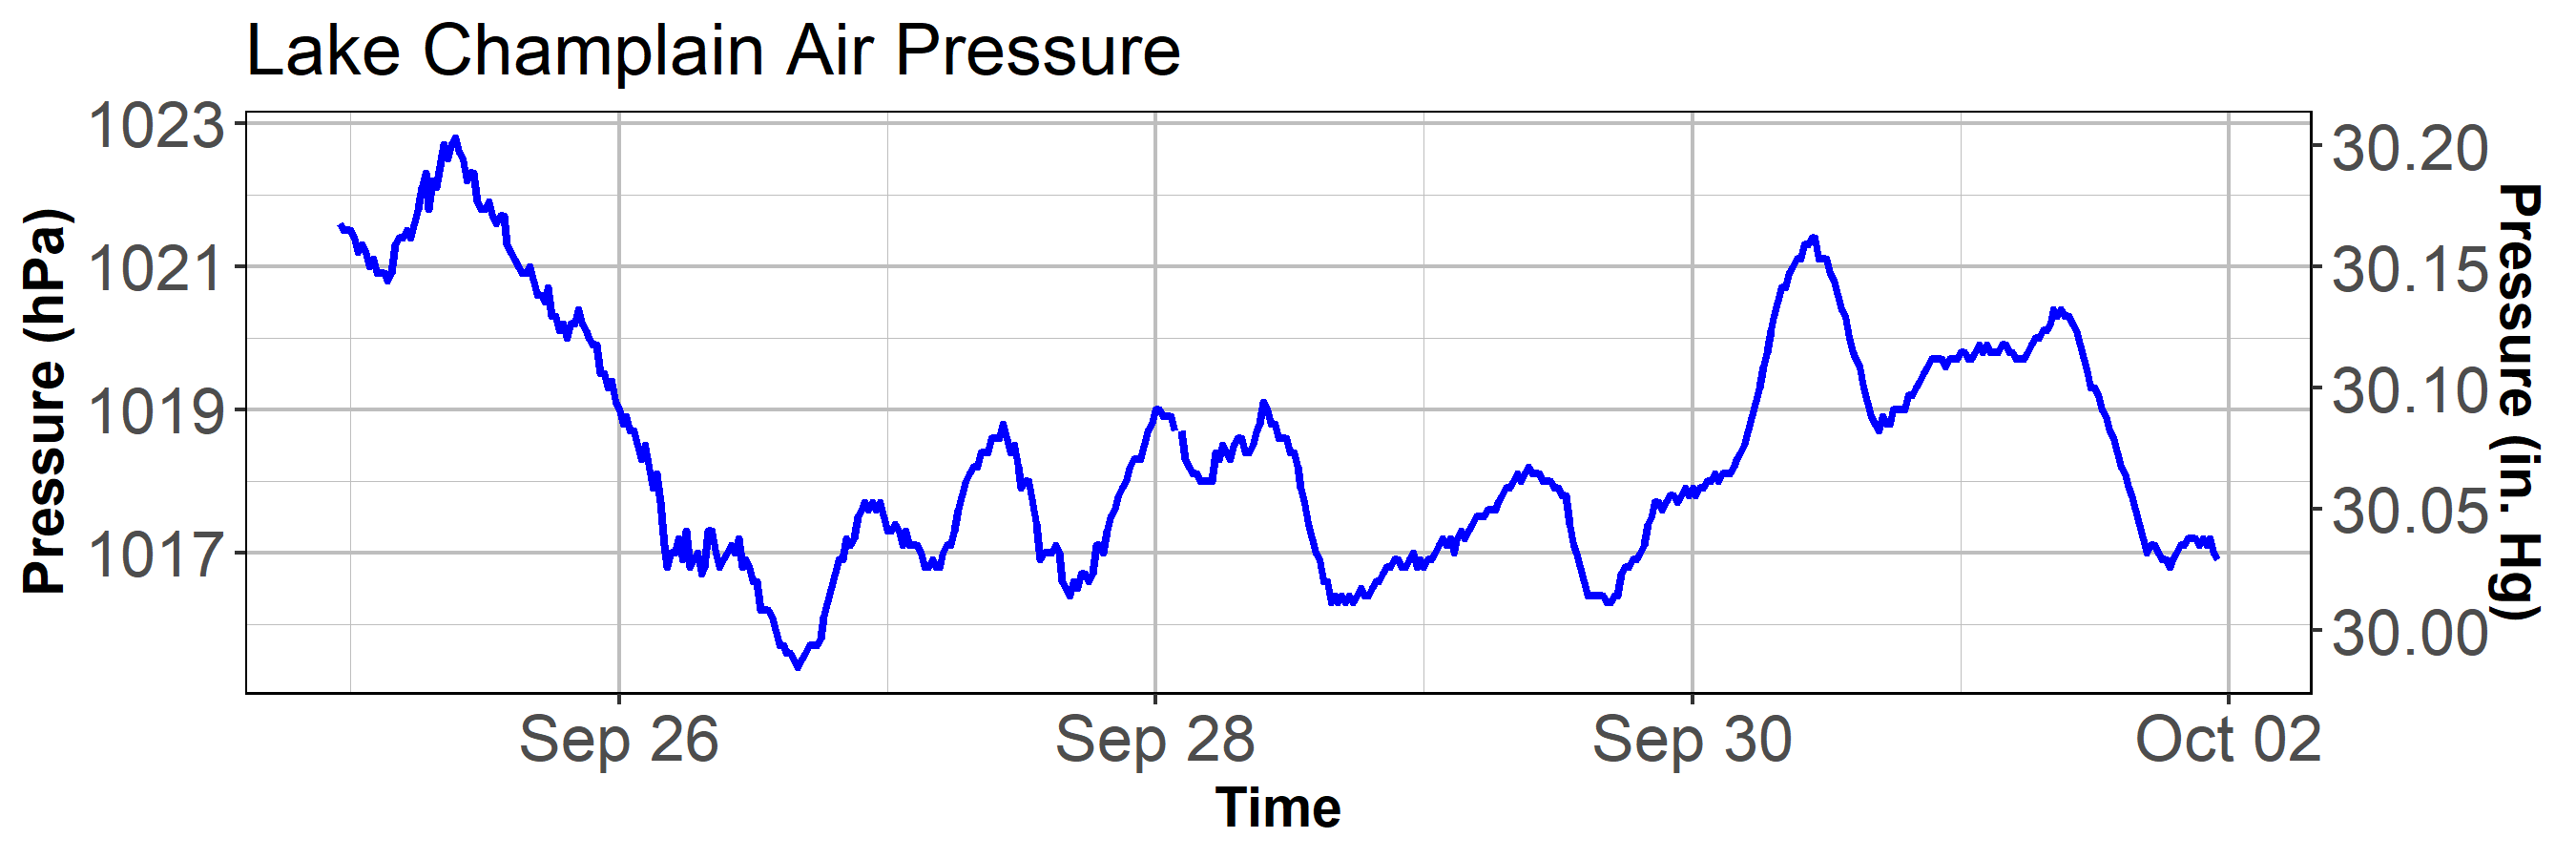 Lake Champlain Air Pressure
1023
1021
1019
1017
Pressure (hPa)
30.20
30.15
30.10
30.05
30.00
Pressure (in. Hg)
Sep 26
Sep 28
Sep 30
Oct 02
Time